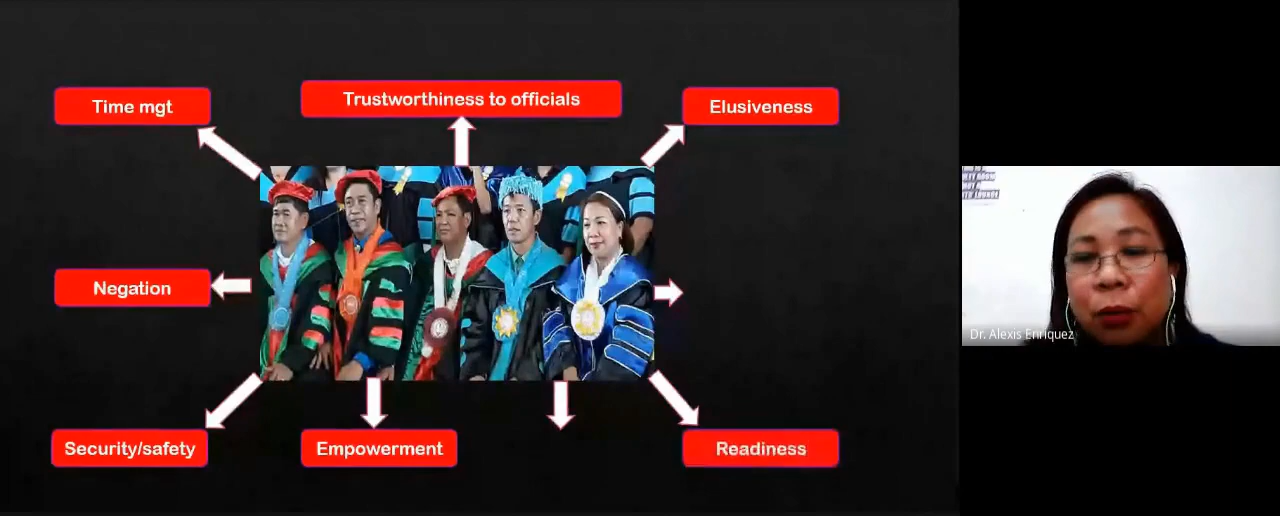 Time mgt
Trustworthiness to officials
Elusiveness
Negation
Security/safety
Empowerment
Readiness
Dr. Alexis Enriquez